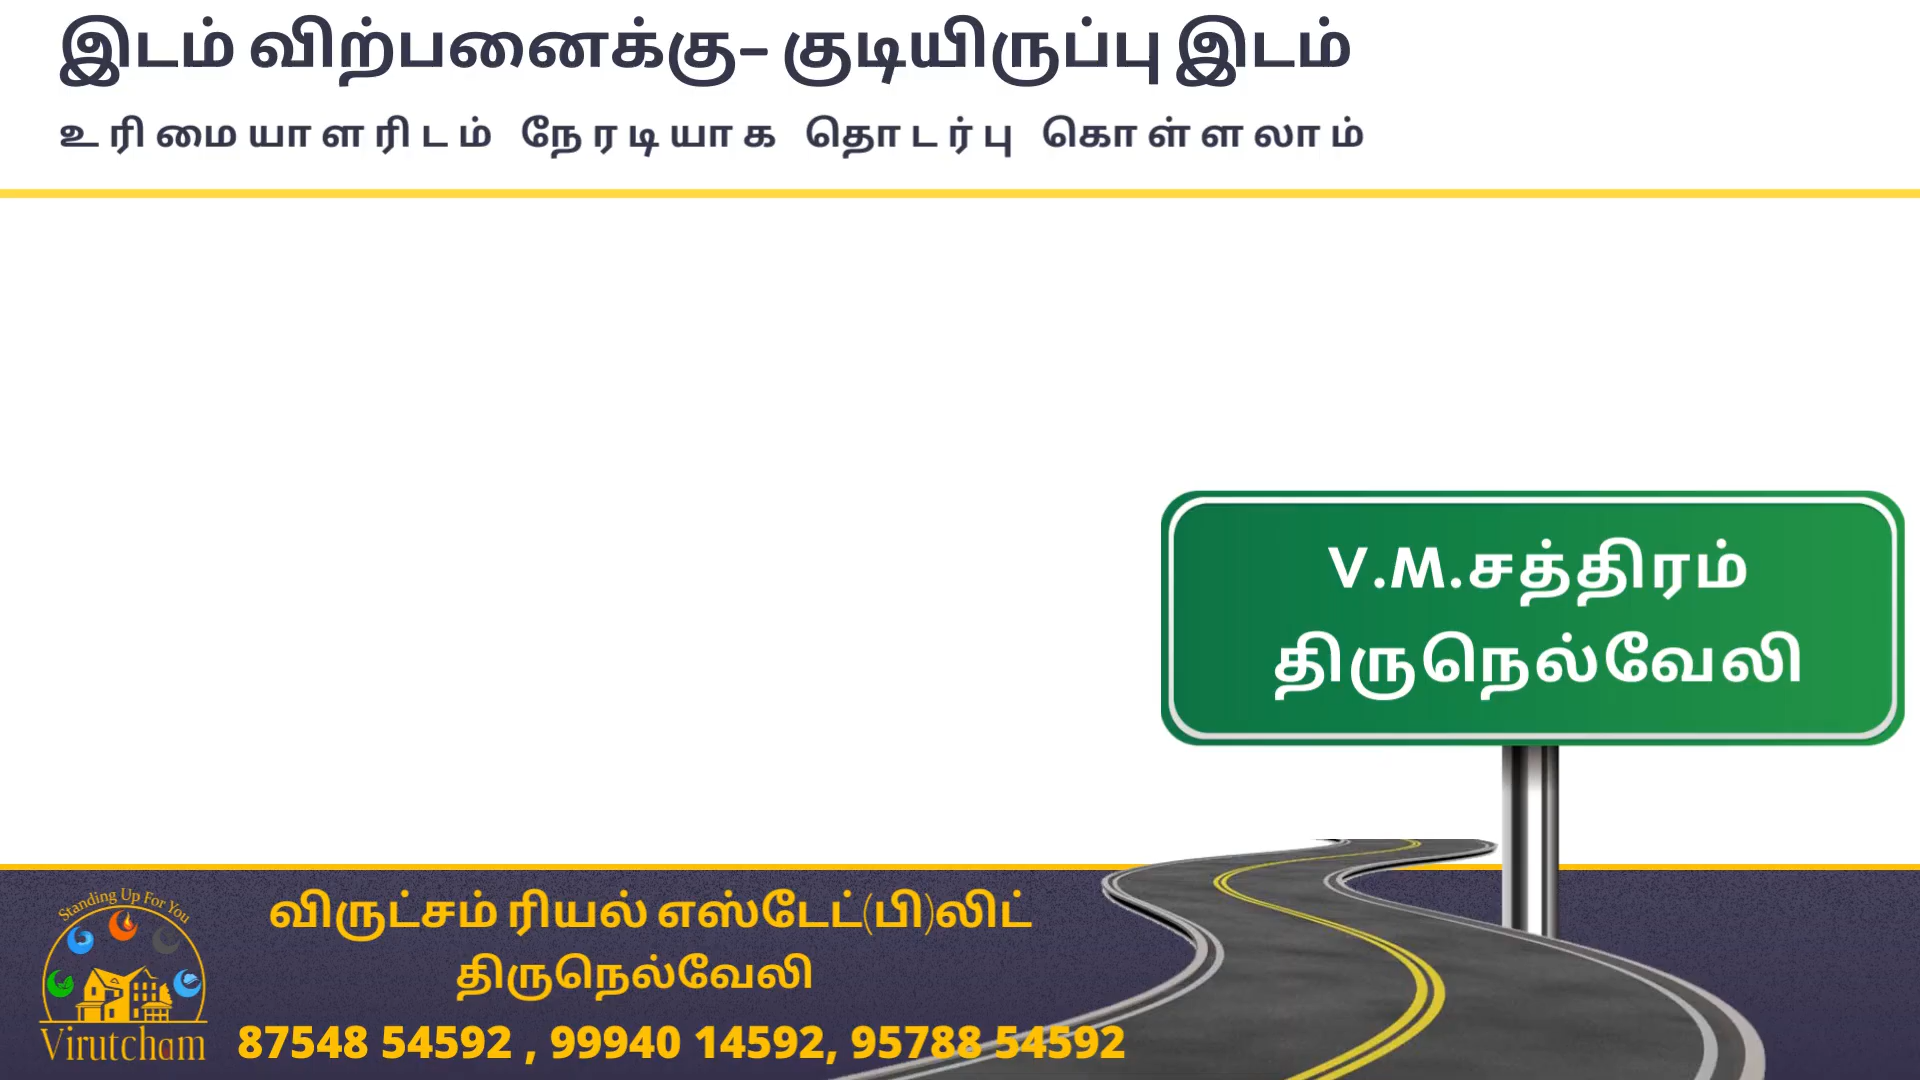 இடம் விற்பனைக்கு– குடியிருப்பு இடம்
உரிமையாளரிடம் நேரடியாக தொடர்பு கொள்ளலாம்
V.M.சத்திரம்
திருநெல்வேலி
Standing Up For You
Virutcham
விருட்சம் ரியல் எஸ்டேட்(பி)லிட்
திருநெல்வேலி
87548 54592 , 99940 14592, 95788 54592